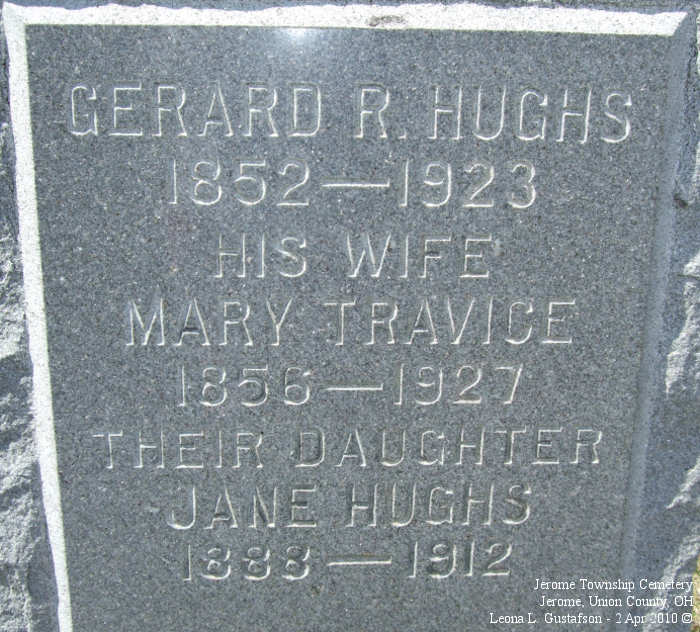 GERARD R. HUGHS
1852—1923
HIS WIFE
MARY TRAVICE
1856—1927
THEIR DAUGHTER
JANE HUGHS
1888—1912
Jerome Township Cemetery
Jerome, Union County, OH
Leona L. Gustafson - 2 Apr 2010 ©